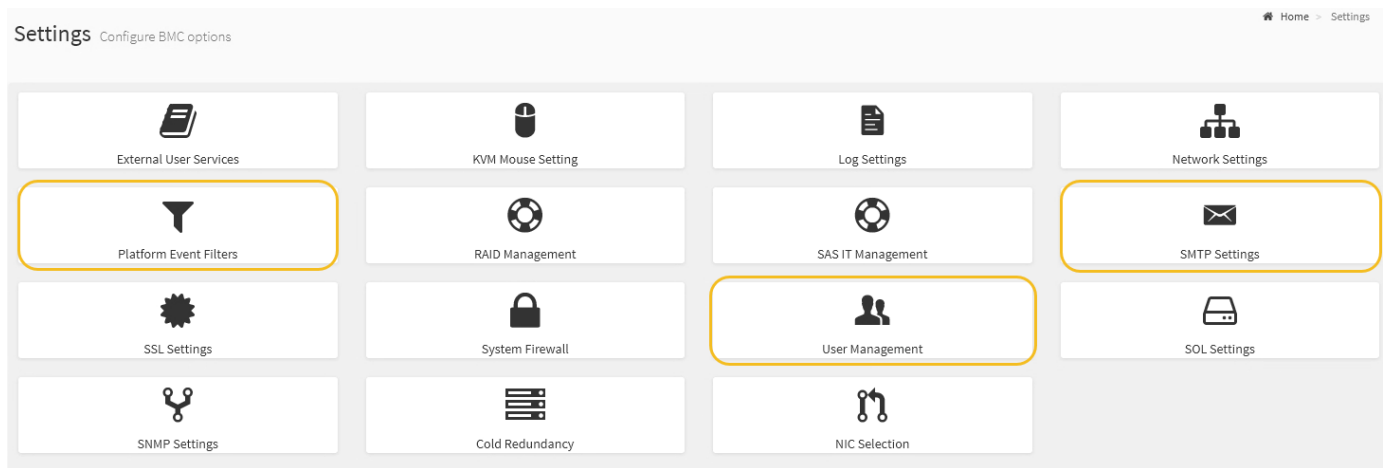 Home > Settings
Settings Configure BMC options
External User Services
KVM Mouse Setting
Log Settings
Network Settings
Platform Event Filters
RAID Management
SAS IT Management
SMTP Settings
SSL Settings
System Firewall
User Management
SOL Settings
SNMP Settings
Cold Redundancy
NIC Selection